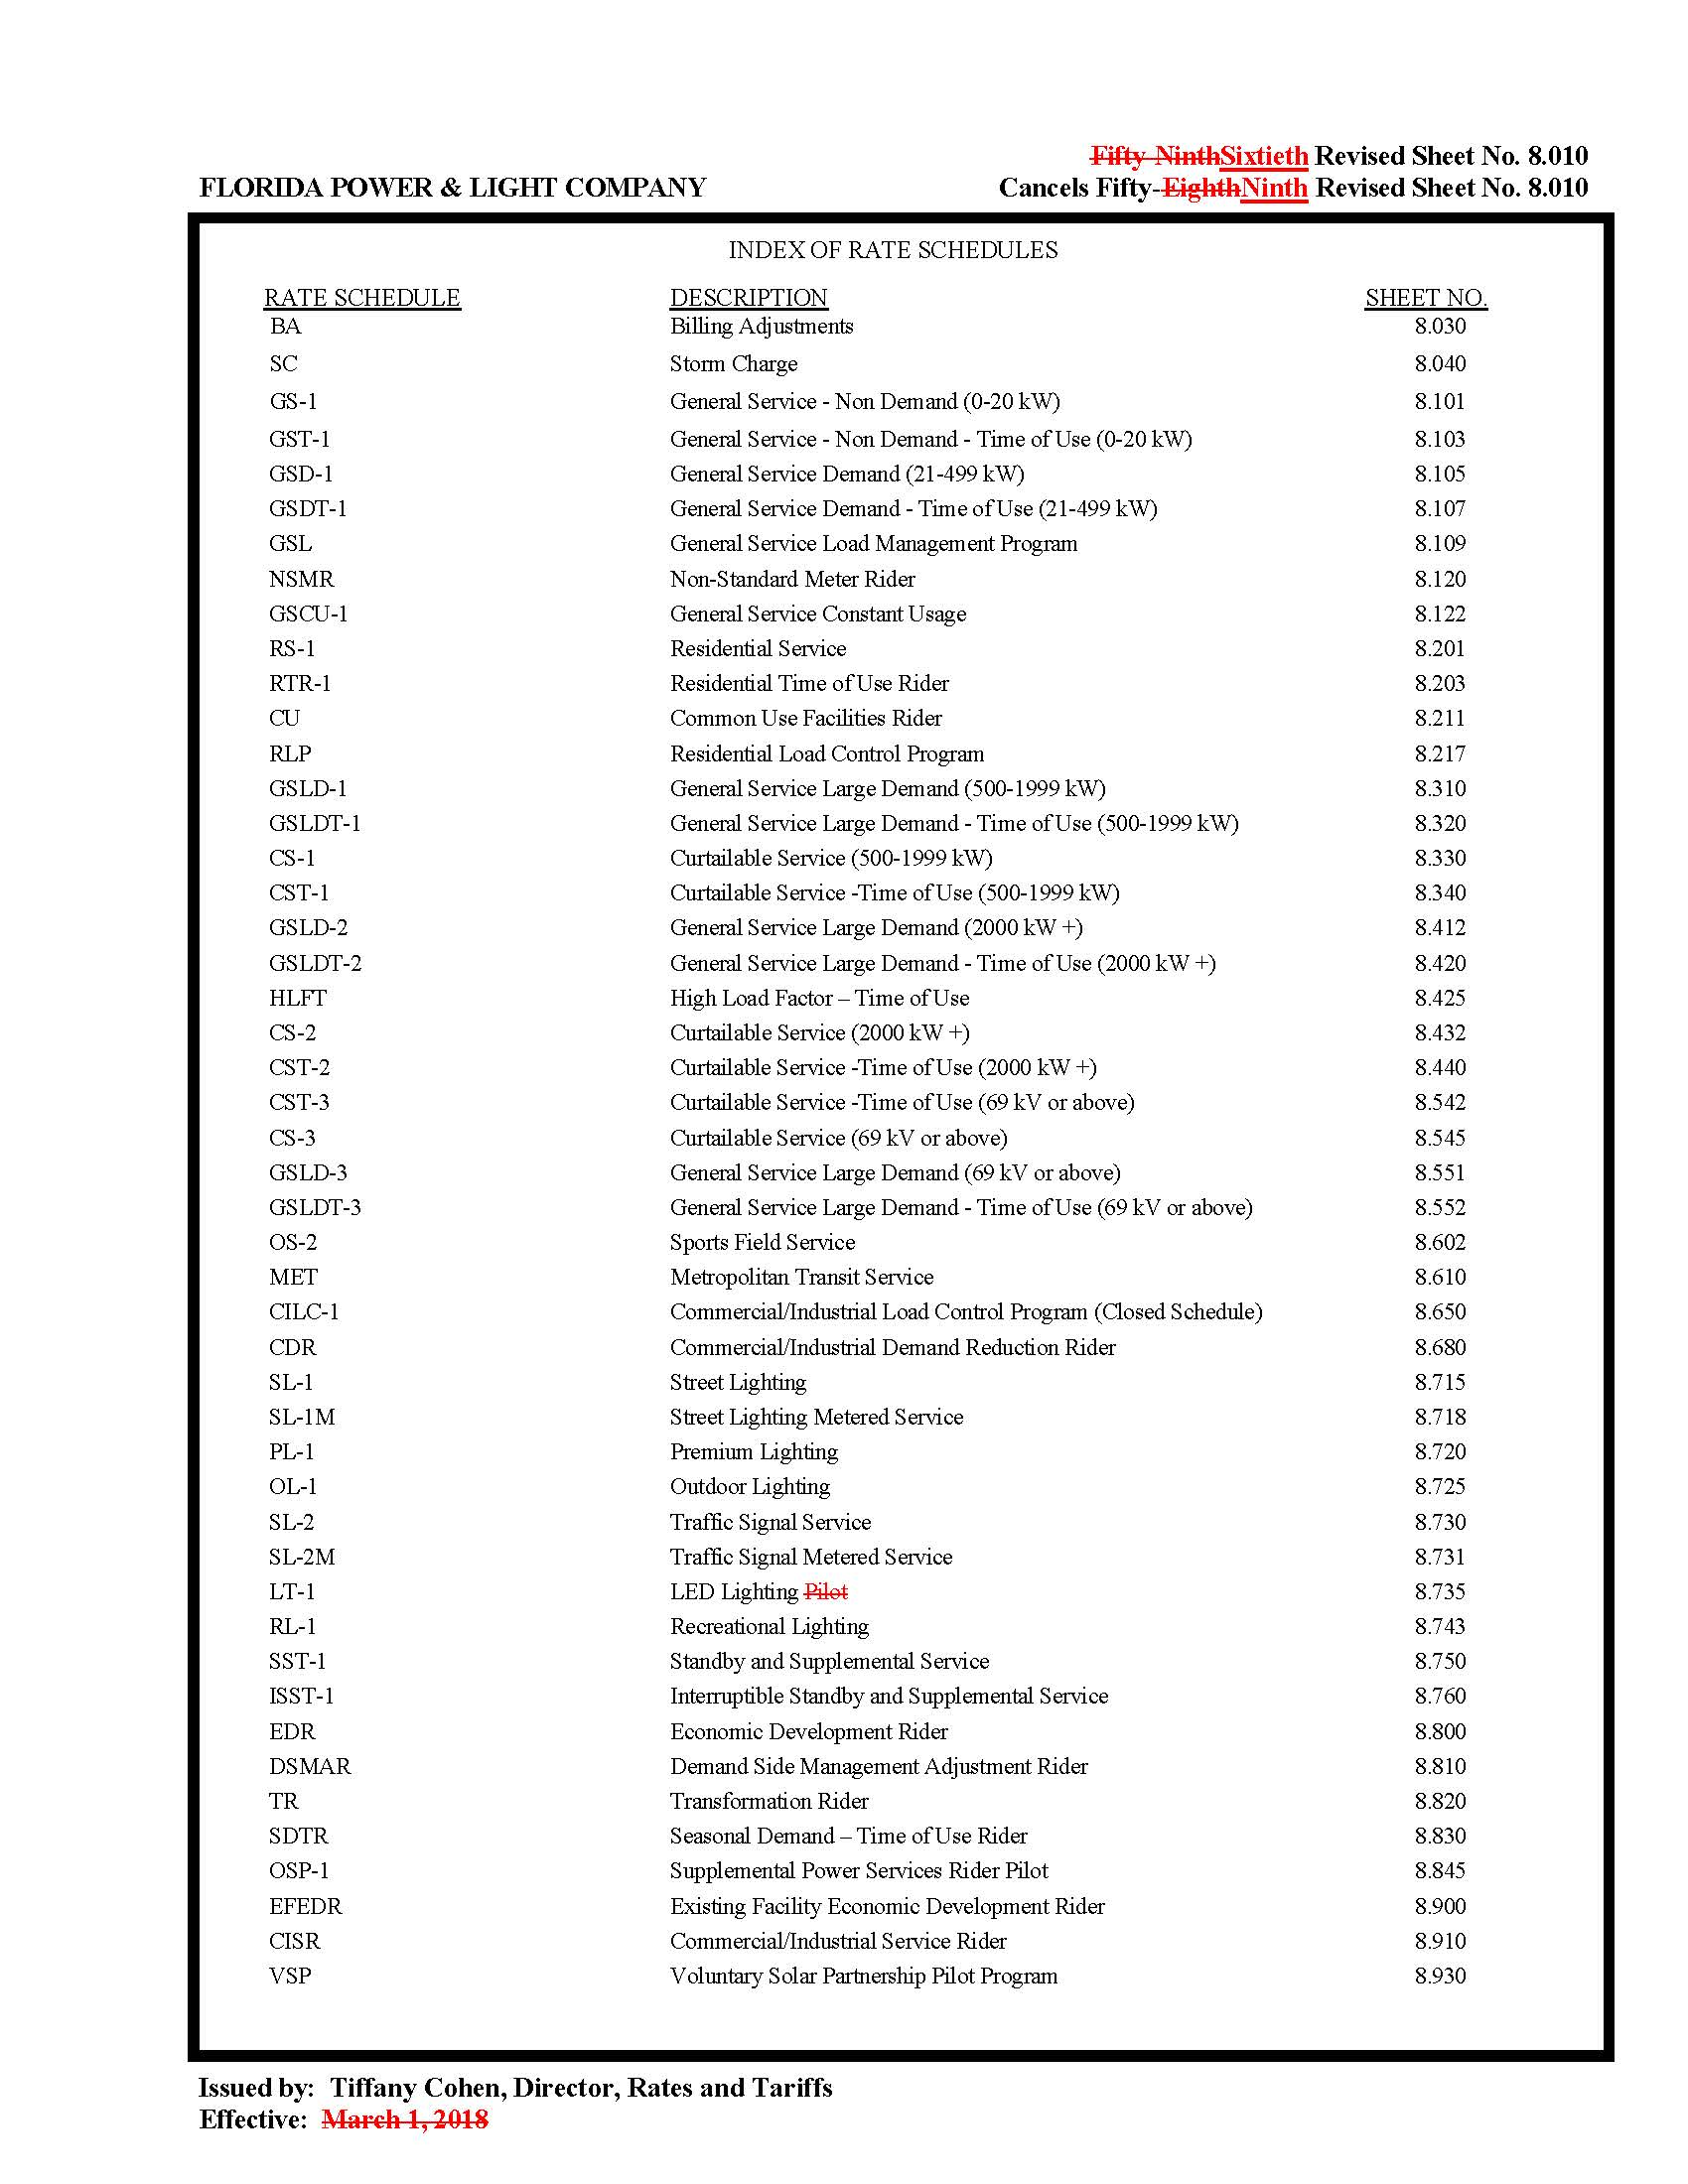 Fifty-NinthSixtieth Revised Sheet No. 8.010
FLORIDA POWER & LIGHT COMPANY Cancels Fifty-EighthNinth Revised Sheet No. 8.010
INDEX OF RATE SCHEDULES
RATE SCHEDULE DESCRIPTION SHEET NO.
BA Billing Adjustments 8.030
SC Storm Charge 8.040
GS-1 General Service - Non Demand (0-20 kW) 8.101
GST-1 General Service - Non Demand - Time of Use (0-20 kW) 8.103
GSD-1 General Service Demand (21-499 kW) 8.105
GSDT-1 General Service Demand - Time of Use (21-499 kW) 8.107
GSL General Service Load Management Program 8.109
NSMR Non-Standard Meter Rider 8.120
GSCU-1 General Service Constant Usage 8.122
RS-1 Residential Service 8.201
RTR-1 Residential Time of Use Rider 8.203
CU Common Use Facilities Rider 8.211
RLP Residential Load Control Program 8.217
GSLD-1 General Service Large Demand (500-1999 kW) 8.310
GSLDT-1 General Service Large Demand - Time of Use (500-1999 kW) 8.320
CS-1 Curtailable Service (500-1999 kW) 8.330
CST-1 Curtailable Service -Time of Use (500-1999 kW) 8.340
GSLD-2 General Service Large Demand (2000 kW +) 8.412
GSLDT-2 General Service Large Demand - Time of Use (2000 kW +) 8.420
HLFT High Load Factor – Time of Use 8.425
CS-2 Curtailable Service (2000 kW +) 8.432
CST-2 Curtailable Service -Time of Use (2000 kW +) 8.440
CST-3 Curtailable Service -Time of Use (69 kV or above) 8.542
CS-3 Curtailable Service (69 kV or above) 8.545
GSLD-3 General Service Large Demand (69 kV or above) 8.551
GSLDT-3 General Service Large Demand - Time of Use (69 kV or above) 8.552
OS-2 Sports Field Service 8.602
MET Metropolitan Transit Service 8.610
CILC-1 Commercial/Industrial Load Control Program (Closed Schedule) 8.650
CDR Commercial/Industrial Demand Reduction Rider 8.680
SL-1 Street Lighting 8.715
SL-1M Street Lighting Metered Service 8.718
PL-1 Premium Lighting 8.720
OL-1 Outdoor Lighting 8.725
SL-2 Traffic Signal Service 8.730
SL-2M Traffic Signal Metered Service 8.731
LT-1 LED Lighting Pilot 8.735
RL-1 Recreational Lighting 8.743
SST-1 Standby and Supplemental Service 8.750
ISST-1 Interruptible Standby and Supplemental Service 8.760
EDR Economic Development Rider 8.800
DSMAR Demand Side Management Adjustment Rider 8.810
TR Transformation Rider 8.820
SDTR Seasonal Demand – Time of Use Rider 8.830
OSP-1 Supplemental Power Services Rider Pilot 8.845
EFEDR Existing Facility Economic Development Rider 8.900
CISR Commercial/Industrial Service Rider 8.910
VSP Voluntary Solar Partnership Pilot Program 8.930
Issued by: Tiffany Cohen, Director, Rates and Tariffs
Effective: March 1, 2018